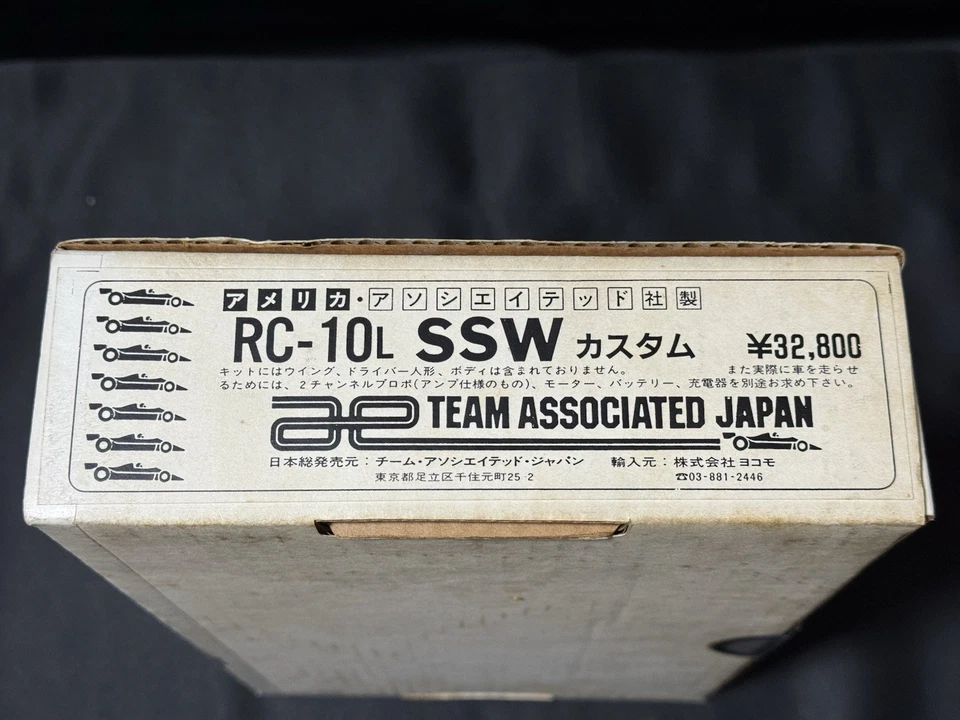 アメリカ・アソシエイテッド社製
RC-10L SSW カスタム ¥32,800
キットにはウイング、ドライバー人形、ボディは含まれておりません。 また実際に車を走らせ
るためには、2チャンネルプロポ(アンプ仕様のもの)、モーター、バッテリー、充電器を別途お求め下さい。
ae TEAM ASSOCIATED JAPAN
日本総発売元：チーム・アソシエイテッド・ジャパン 輸入元：株式会社ヨコモ
東京都足立区千住元町25-2 ☎03-881-2446